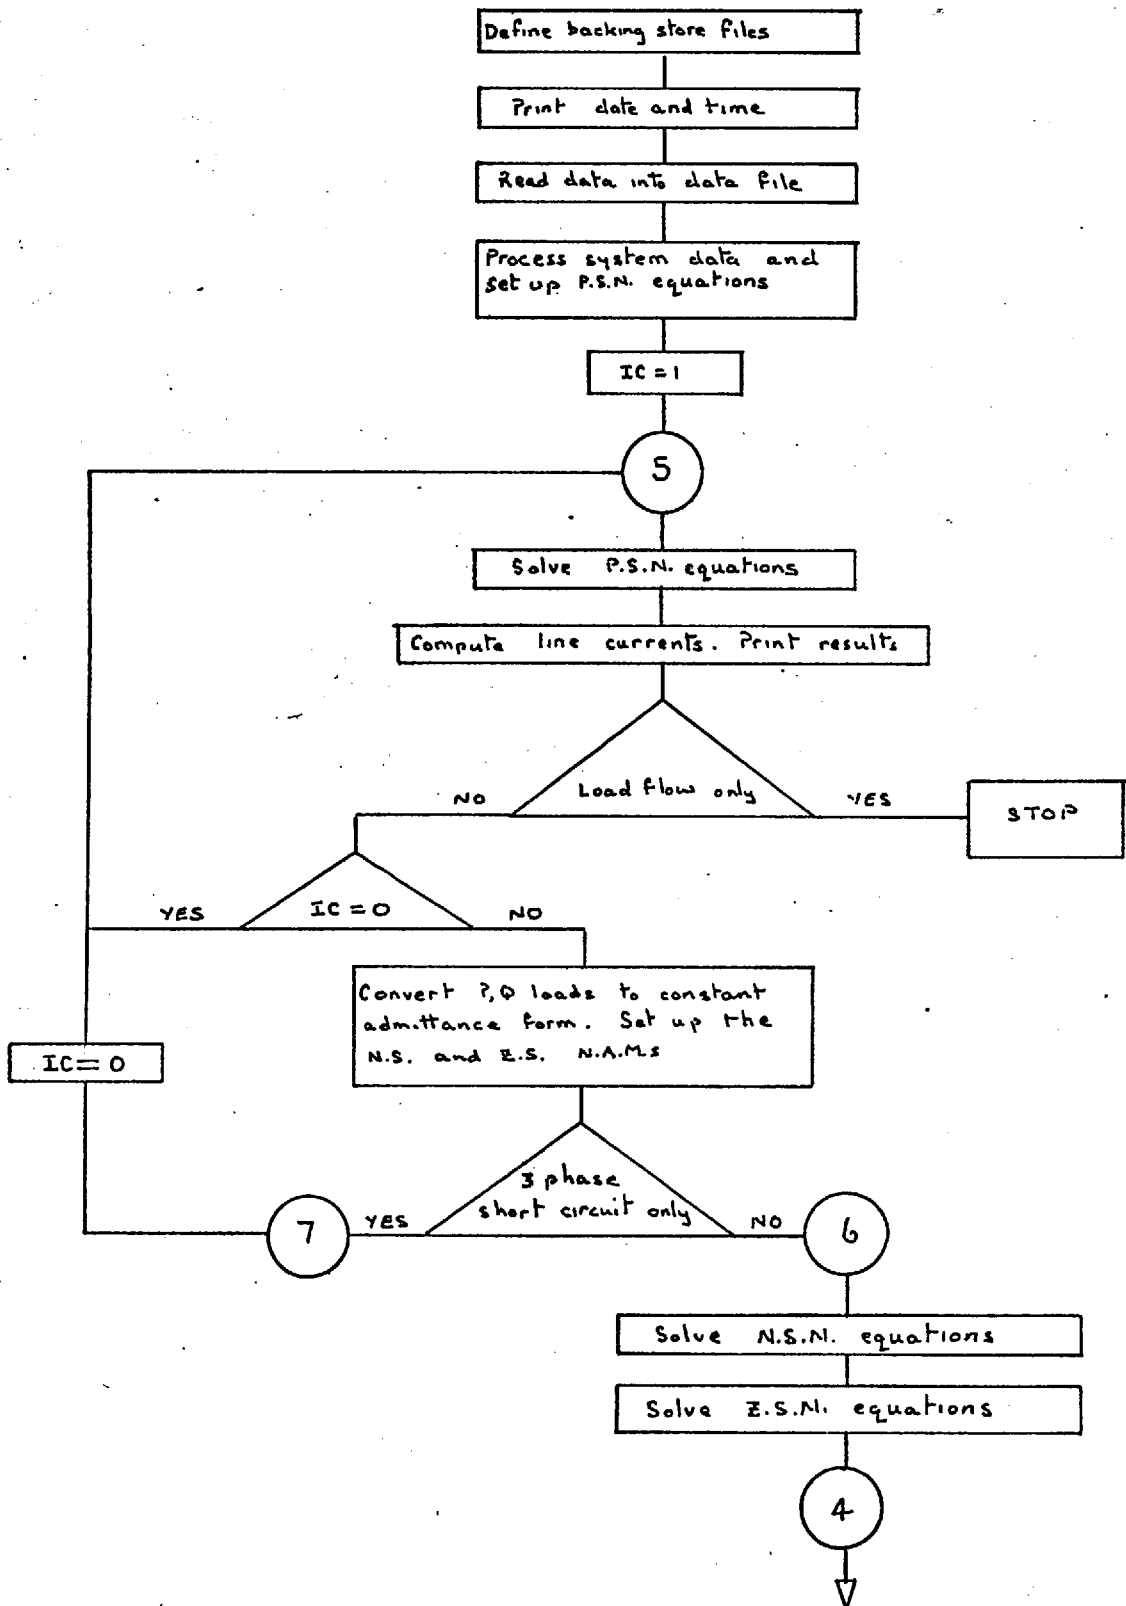 Define backing store files
Print date and time
Read data into data file
Process system data and
set up P.S.N. equations
IC = 1
5
Solve P.S.N. equations
Compute line currents. Print results
Load flow only
NO
YES
STOP
IC = 0
YES
NO
Convert P,Q loads to constant
admittance form. Set up the
N.S. and Z.S. N.A.Ms
IC = 0
3 phase
short circuit only
7
YES
NO
6
Solve N.S.N. equations
Solve Z.S.N. equations
4